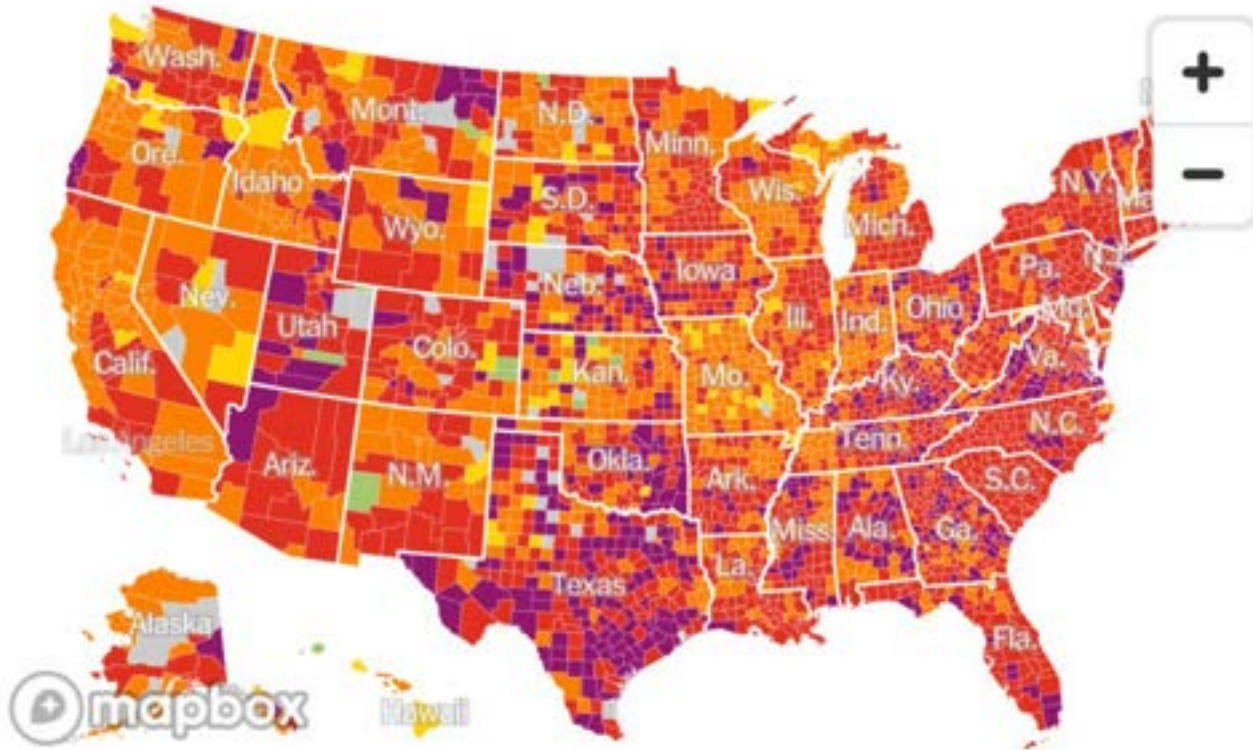 +
−
Wash.
Mont.
N.D.
Minn.
Ore.
Idaho
S.D.
Wis.
Mich.
N.Y.
Wyo.
Iowa
Pa.
Nev.
Neb.
Ill.
Ind.
Ohio
Md.
Utah
Colo.
Kan.
Mo.
Ky.
Va.
Calif.
Los Angeles
Ariz.
N.M.
Okla.
Ark.
Tenn.
N.C.
S.C.
Miss
Ala.
Ga.
Texas
La.
Fla.
Alaska
Hawaii
mapbox